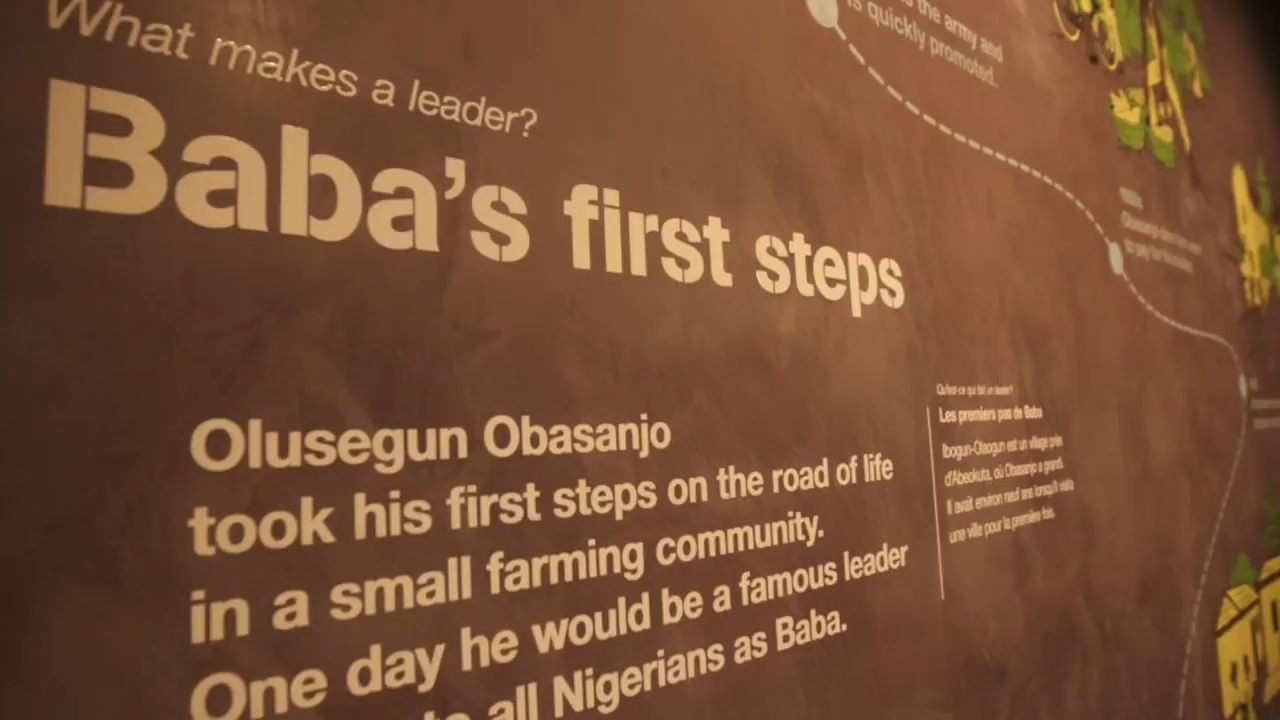 What makes a leader?
Baba's first steps
Olusegun Obasanjo
took his first steps on the road of life
in a small farming community.
One day he would be a famous leader
to all Nigerians as Baba.
the army and
is quickly promoted.
Qu'est-ce qui fait un leader?
Les premiers pas de Baba
Ibogun-Olaogun est un village près
d'Abeokuta, où Obasanjo a grandi.
Il avait environ neuf ans lorsqu'il visita
une ville pour la première fois.